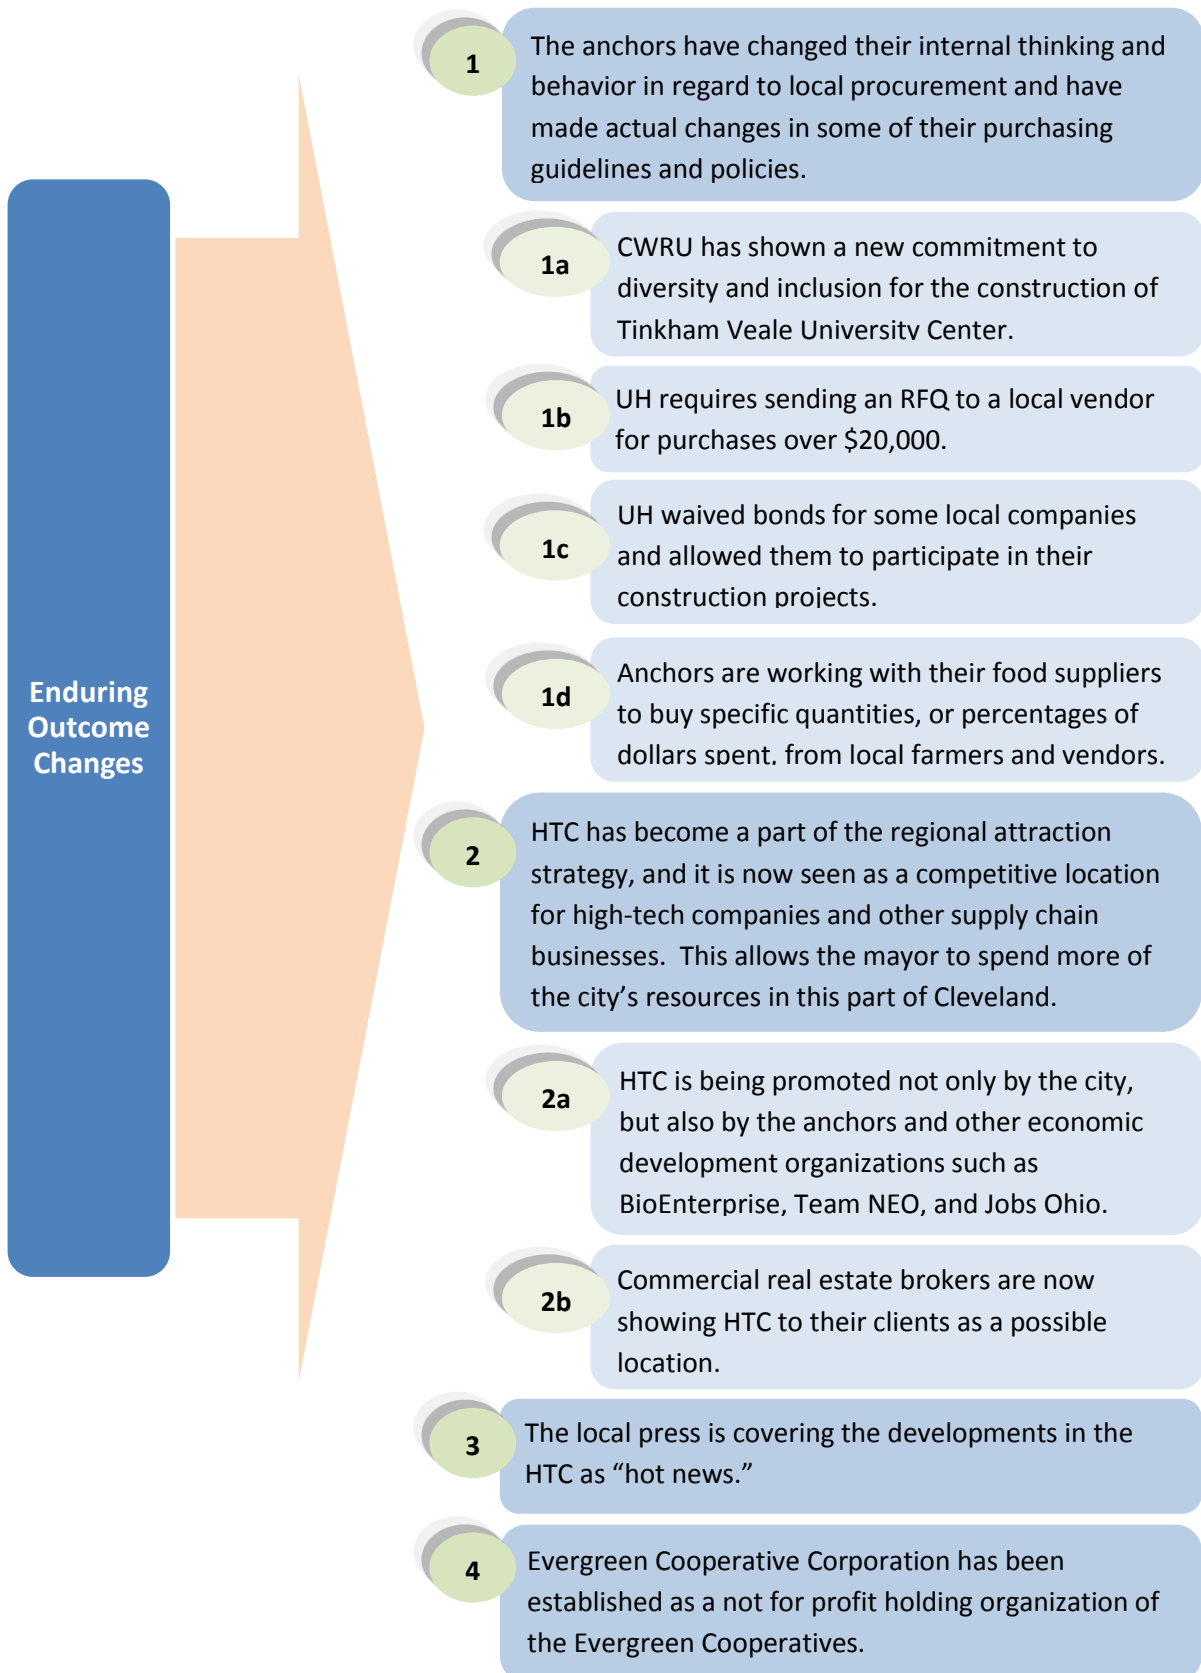 Enduring
Outcome
Changes
1
The anchors have changed their internal thinking and
behavior in regard to local procurement and have
made actual changes in some of their purchasing
guidelines and policies.
1a
CWRU has shown a new commitment to
diversity and inclusion for the construction of
Tinkham Veale University Center.
1b
UH requires sending an RFQ to a local vendor
for purchases over $20,000.
1c
UH waived bonds for some local companies
and allowed them to participate in their
construction projects.
1d
Anchors are working with their food suppliers
to buy specific quantities, or percentages of
dollars spent, from local farmers and vendors.
2
HTC has become a part of the regional attraction
strategy, and it is now seen as a competitive location
for high-tech companies and other supply chain
businesses.  This allows the mayor to spend more of
the city’s resources in this part of Cleveland.
2a
HTC is being promoted not only by the city,
but also by the anchors and other economic
development organizations such as
BioEnterprise, Team NEO, and Jobs Ohio.
2b
Commercial real estate brokers are now
showing HTC to their clients as a possible
location.
3
The local press is covering the developments in the
HTC as “hot news.”
4
Evergreen Cooperative Corporation has been
established as a not for profit holding organization of
the Evergreen Cooperatives.